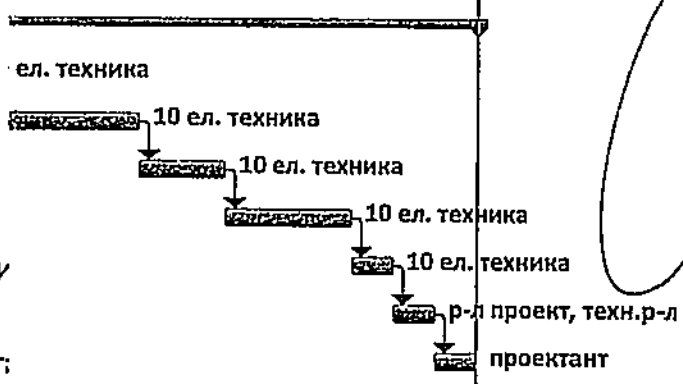 ел. техника
10 ел. техника
10 ел. техника
10 ел. техника
10 ел. техника
р-л проект, техн.р-л
проектант